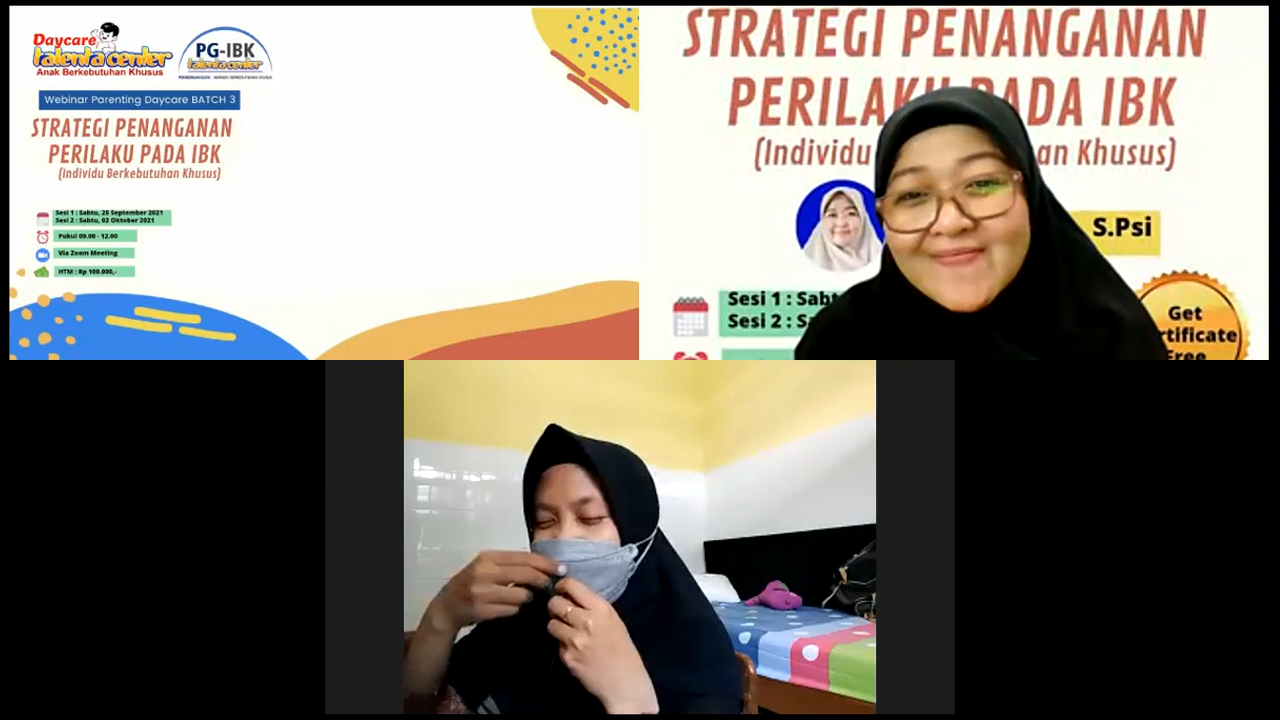 Daycare
talenta center
Anak Berkebutuhan Khusus
PG-IBK
talenta center
Webinar Parenting Daycare BATCH 3
STRATEGI PENANGANAN
PERILAKU PADA IBK
(Individu Berkebutuhan Khusus)
Sesi 1 : Sabtu, 25 September 2021
Sesi 2 : Sabtu, 02 Oktober 2021
Pukul 09.00 - 12.00
Via Zoom Meeting
HTM : Rp 100.000,-
STRATEGI PENANGANAN
PERILAKU PADA IBK
(Individu an Khusus)
S.Psi
Sesi 1 : Sabt
Sesi 2 : Sa
Get
rtificate
Free